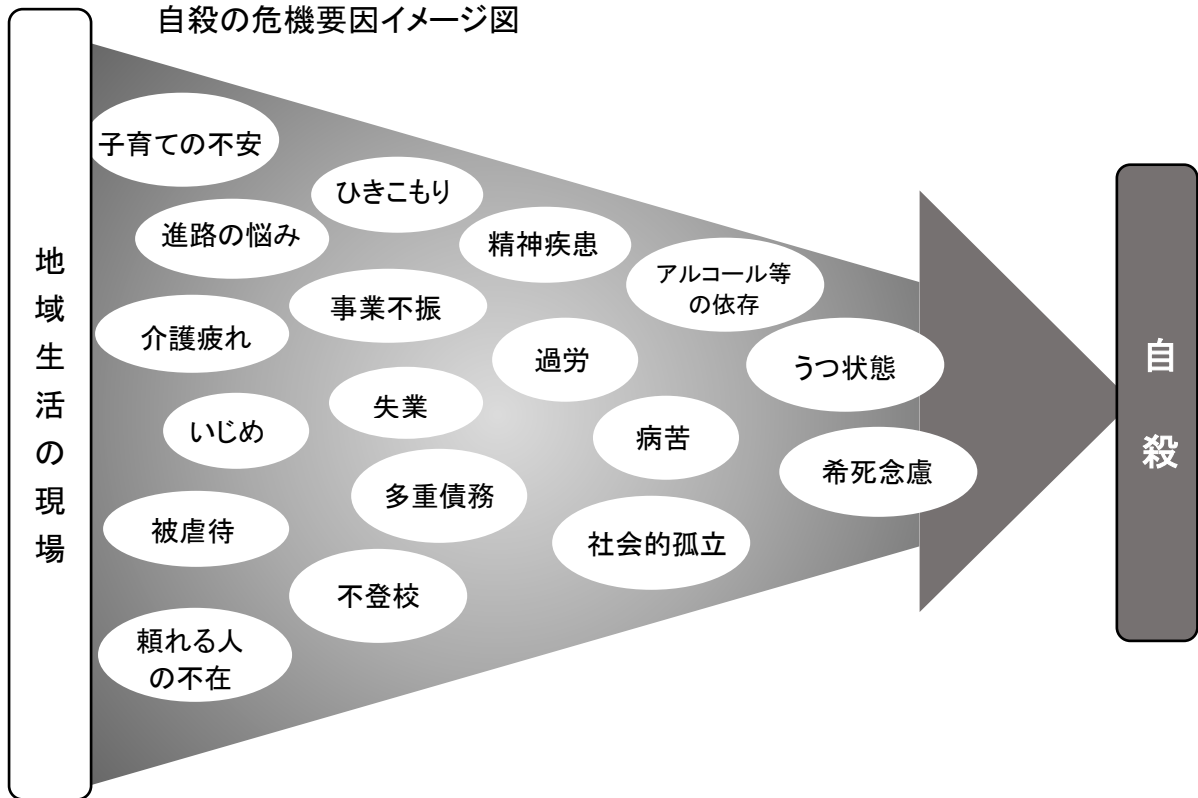 自殺の危機要因イメージ図
地域生活の現場
子育ての不安
ひきこもり
進路の悩み
精神疾患
アルコール等
の依存
事業不振
介護疲れ
過労
うつ状態
失業
いじめ
病苦
希死念慮
多重債務
被虐待
社会的孤立
不登校
頼れる人
の不在
自殺